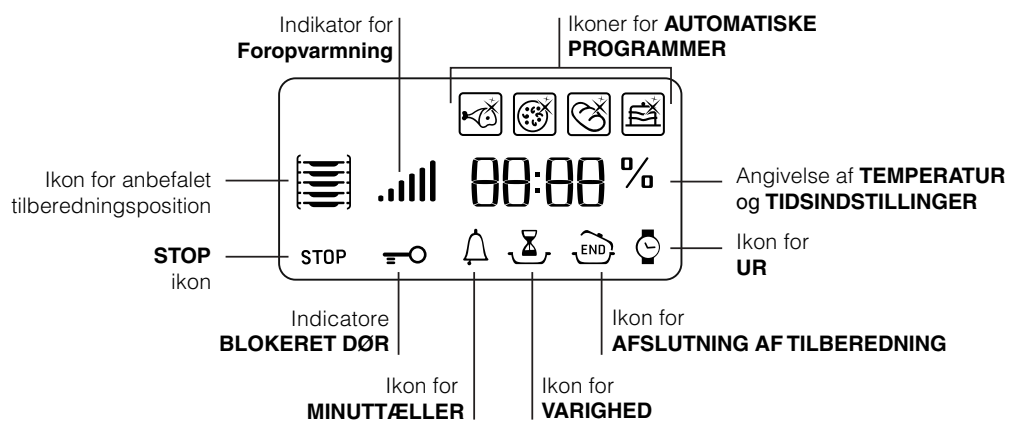 Indikator for
Foropvarmning
Ikoner for AUTOMATISKE
PROGRAMMER
Ikon for anbefalet
tilberedningsposition
88:88 %
Angivelse af TEMPERATUR
og TIDSINDSTILLINGER
STOP
ikon
STOP
END
Ikon for
UR
Indicatore
BLOKERET DØR
Ikon for
AFSLUTNING AF TILBEREDNING
Ikon for
MINUTTÆLLER
Ikon for
VARIGHED